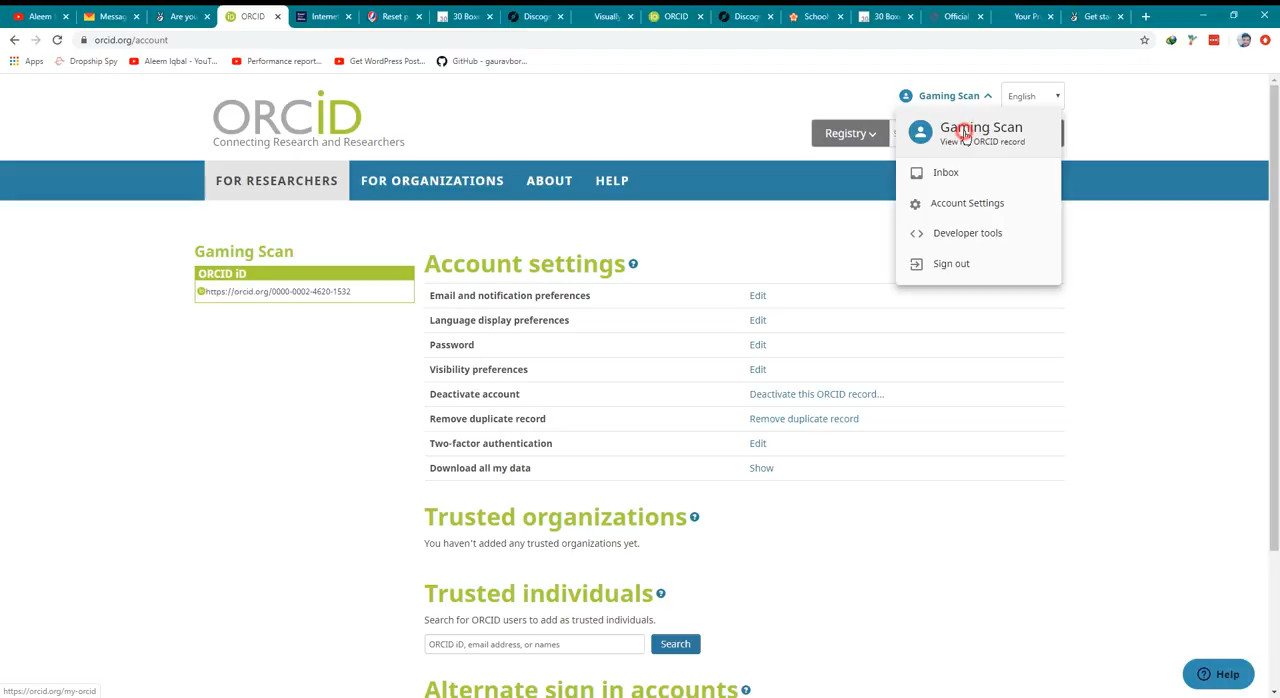 Aleem
Messag
Are you
ORCID
Interne
Reset p
30 Box
Discog
Visually
ORCID
Discog
School
30 Box
Official
Your Pr
Get sta
orcid.org/account
Apps
Dropship Spy
Aleem Iqbal - YouT...
Performance report...
Get WordPress Post...
GitHub - gauravbor...
ORCID
Connecting Research and Researchers
Gaming Scan
English
Registry
Gaming Scan
View ORCID record
Inbox
Account Settings
Developer tools
Sign out
FOR RESEARCHERS
FOR ORGANIZATIONS
ABOUT
HELP
Gaming Scan
ORCID iD
https://orcid.org/0000-0002-4620-1532
Account settings
Email and notification preferences
Edit
Language display preferences
Edit
Password
Edit
Visibility preferences
Edit
Deactivate account
Deactivate this ORCID record...
Remove duplicate record
Remove duplicate record
Two-factor authentication
Edit
Download all my data
Show
Trusted organizations
You haven't added any trusted organizations yet.
Trusted individuals
Search for ORCID users to add as trusted individuals.
ORCID iD, email address, or names
Search
Alternate sign in accounts
Help
https://orcid.org/my-orcid